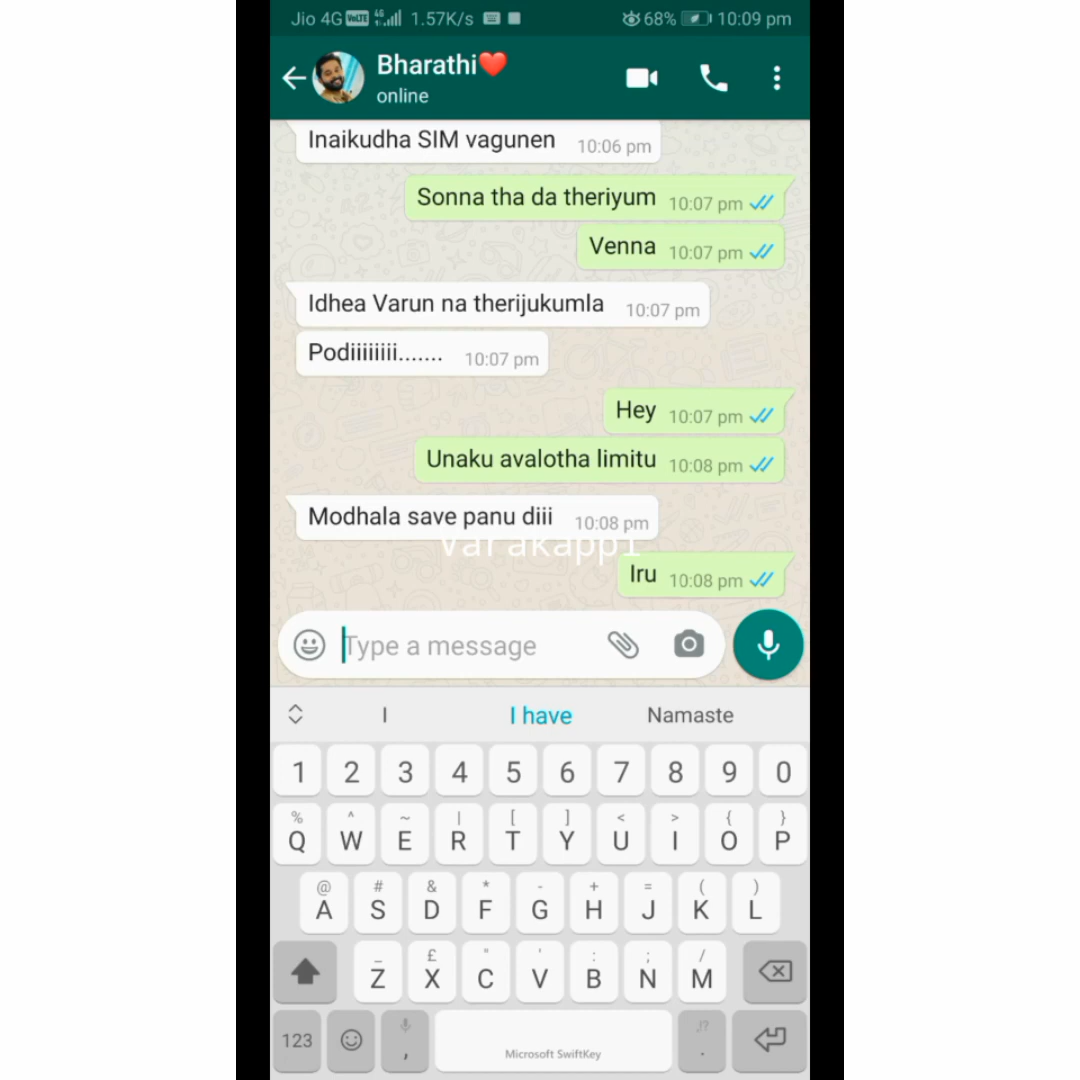 Jio 4G VoLTE 4G 1.57K/s 68% 10:09 pm
Bharathi❤️
online
Inaikudha SIM vagunen 10:06 pm
Sonna tha da theriyum 10:07 pm
Venna 10:07 pm
Idhea Varun na therijukumla 10:07 pm
Podiiiiiiii....... 10:07 pm
Hey 10:07 pm
Unaku avalotha limitu 10:08 pm
Modhala save panu diii 10:08 pm
Varakappi
Iru 10:08 pm
Type a message
I I have Namaste
1 2 3 4 5 6 7 8 9 0
% ^ ~ | [ ] < > { }
Q W E R T Y U I O P
@ # & * - + = ( )
A S D F G H J K L
_ £ " ' : ; /
Z X C V B N M
123 , Microsoft SwiftKey .
,!?